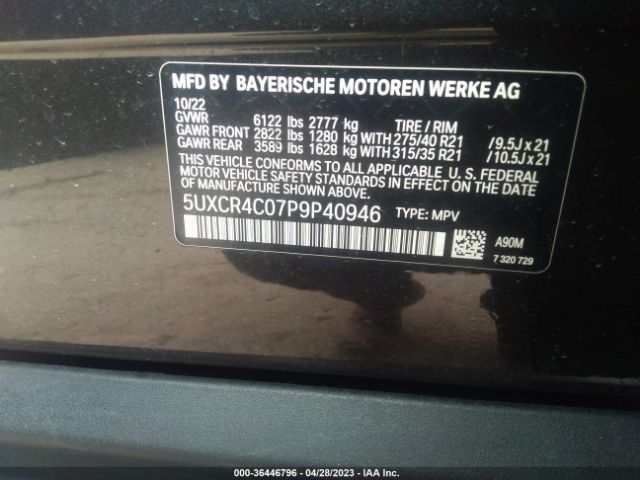 MFD BY BAYERISCHE MOTOREN WERKE AG
10/22
GVWR 6122 lbs 2777 kg TIRE / RIM
GAWR FRONT 2822 lbs 1280 kg WITH 275/40 R21 / 9.5J x 21
GAWR REAR 3589 lbs 1628 kg WITH 315/35 R21 / 10.5J x 21
THIS VEHICLE CONFORMS TO ALL APPLICABLE U.S. FEDERAL
MOTOR VEHICLE SAFETY STANDARDS IN EFFECT ON THE DATE
OF MANUFACTURE SHOWN ABOVE.
5UXCR4C07P9P40946 TYPE: MPV
A90M
7 320 729
000-36446796 - 04/28/2023 - IAA Inc.